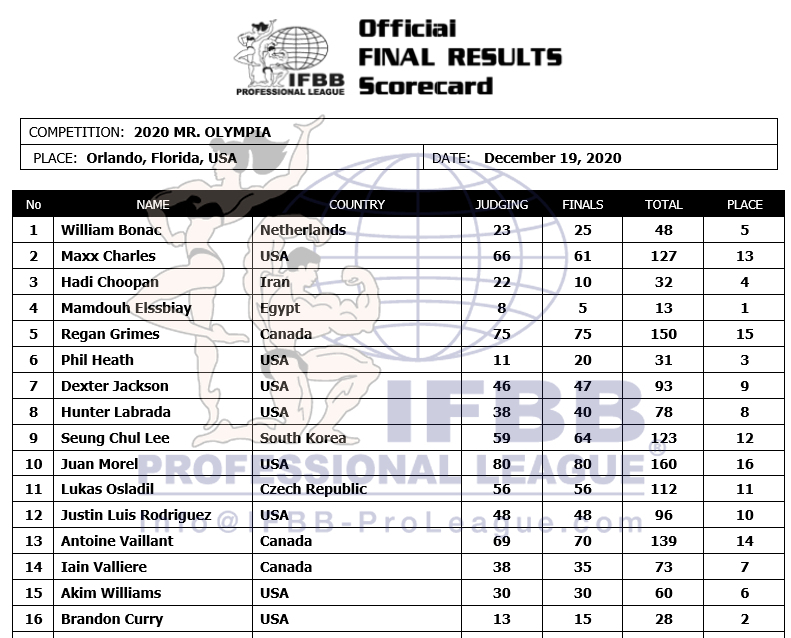 Official
FINAL RESULTS
Scorecard
IFBB
PROFESSIONAL LEAGUE
COMPETITION: 2020 MR. OLYMPIA
PLACE: Orlando, Florida, USA DATE: December 19, 2020
No NAME COUNTRY JUDGING FINALS TOTAL PLACE
1 William Bonac Netherlands 23 25 48 5
2 Maxx Charles USA 66 61 127 13
3 Hadi Choopan Iran 22 10 32 4
4 Mamdouh Elssbiay Egypt 8 5 13 1
5 Regan Grimes Canada 75 75 150 15
6 Phil Heath USA 11 20 31 3
7 Dexter Jackson USA 46 47 93 9
8 Hunter Labrada USA 38 40 78 8
9 Seung Chul Lee South Korea 59 64 123 12
10 Juan Morel USA 80 80 160 16
11 Lukas Osladil Czech Republic 56 56 112 11
12 Justin Luis Rodriguez USA 48 48 96 10
13 Antoine Vaillant Canada 69 70 139 14
14 Iain Valliere Canada 38 35 73 7
15 Akim Williams USA 30 30 60 6
16 Brandon Curry USA 13 15 28 2
IFBB
PROFESSIONAL LEAGUE®
info@IFBB-ProLeague.com